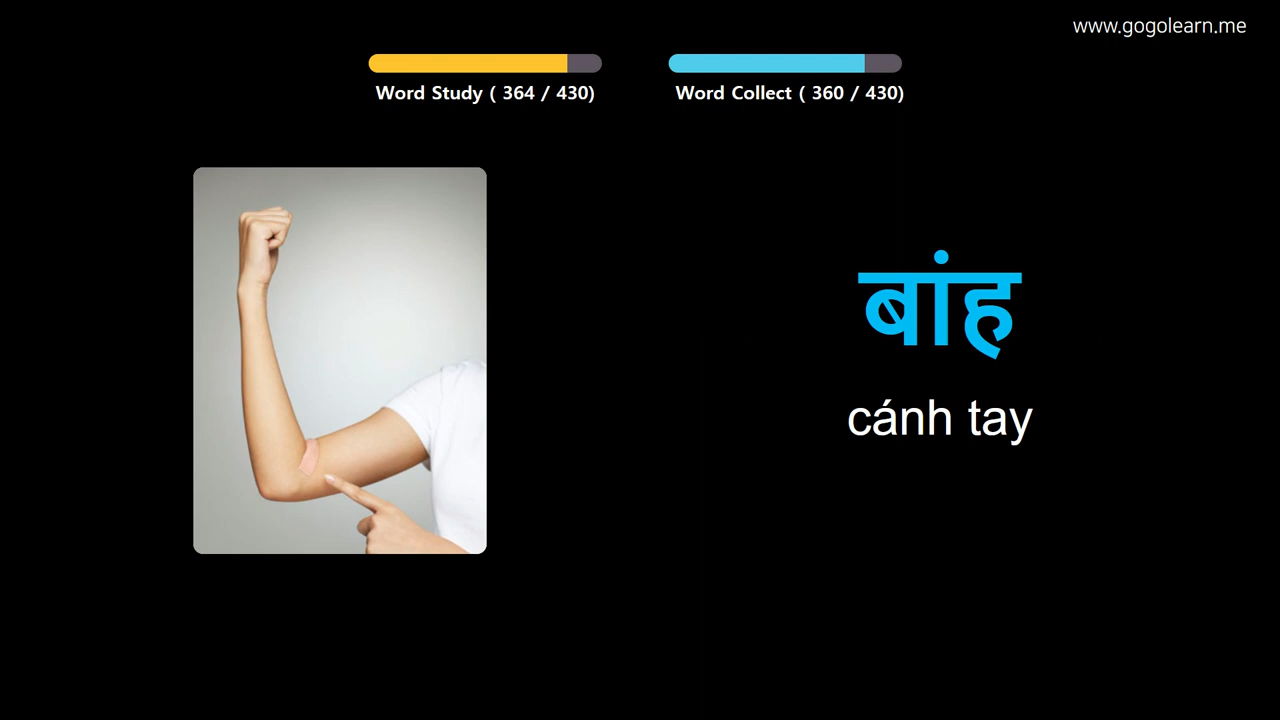 www.gogolearn.me
Word Study ( 364 / 430)
Word Collect ( 360 / 430)
बांह
cánh tay